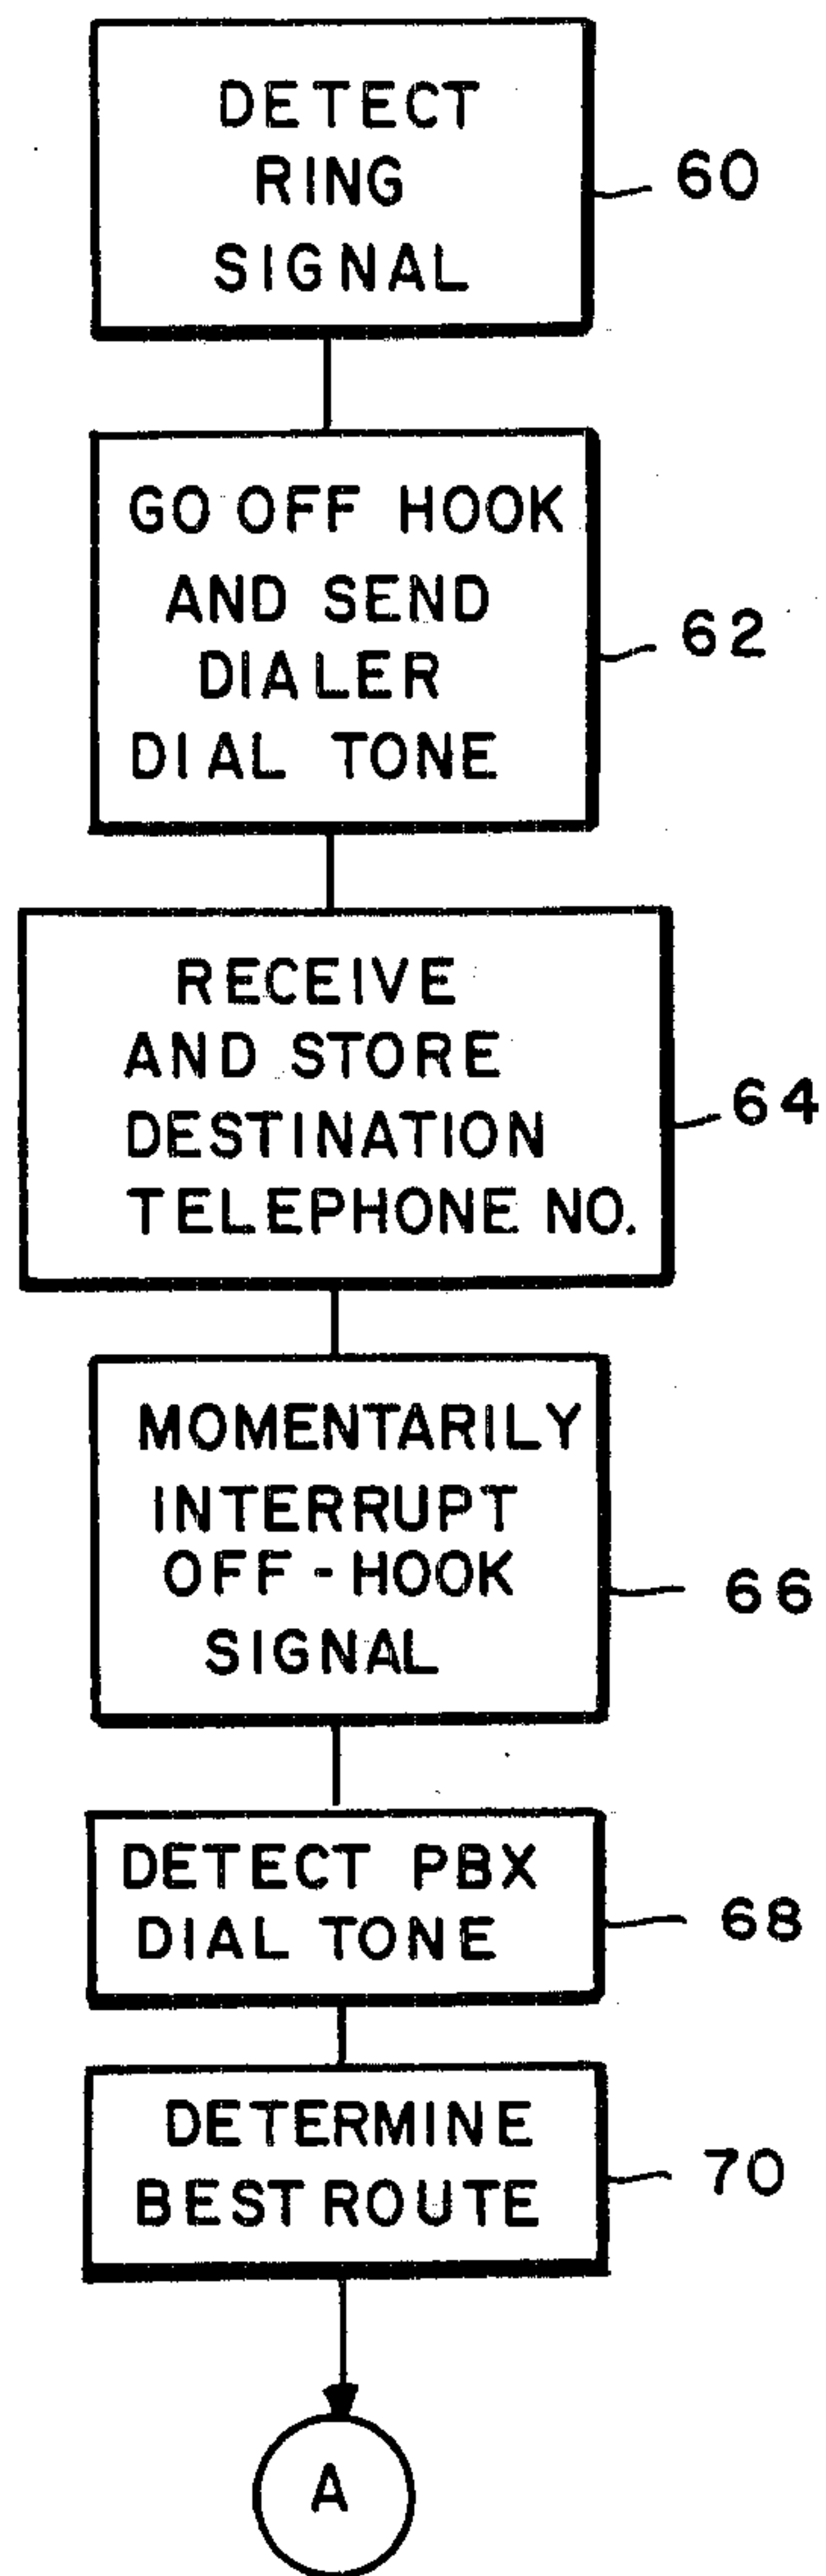 DETECT
RING
SIGNAL
60
GO OFF HOOK
AND SEND
DIALER
DIAL TONE
62
RECEIVE
AND STORE
DESTINATION
TELEPHONE NO.
64
MOMENTARILY
INTERRUPT
OFF-HOOK
SIGNAL
66
DETECT PBX
DIAL TONE
68
DETERMINE
BEST ROUTE
70
A